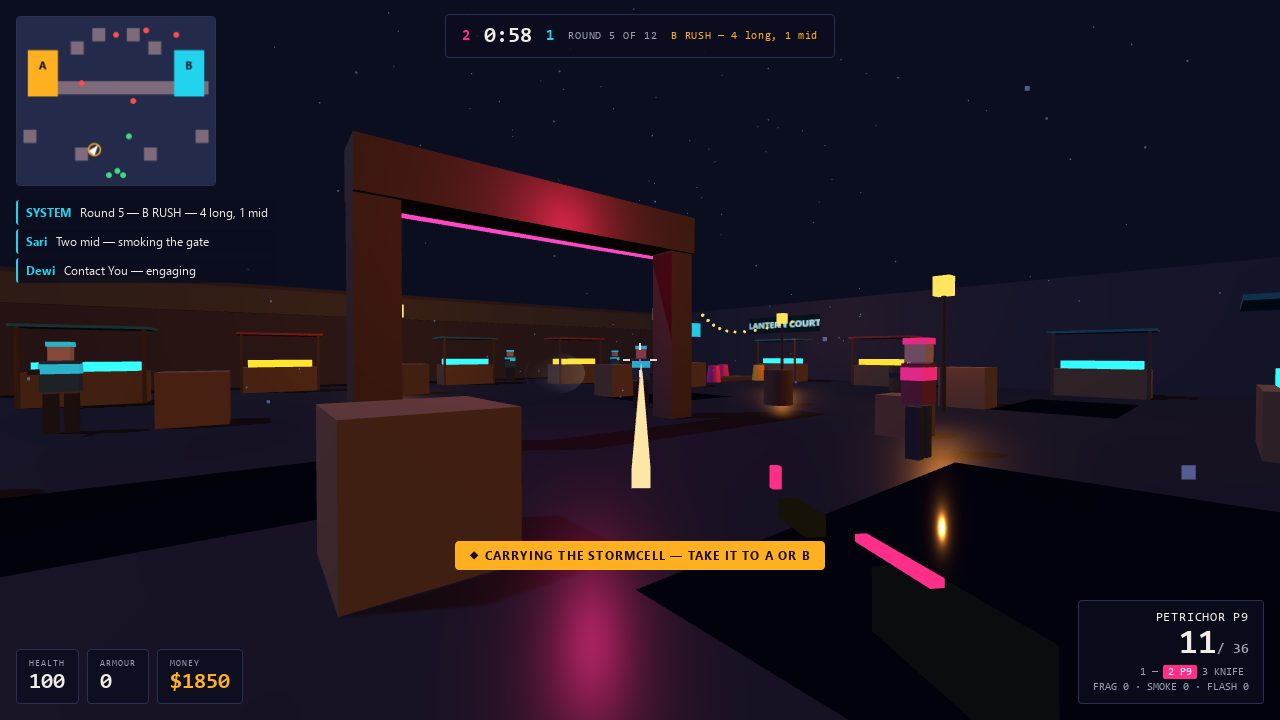 A
B
2 0:58 1 ROUND 5 OF 12 B RUSH — 4 long, 1 mid
SYSTEM Round 5 — B RUSH — 4 long, 1 mid
Sari Two mid — smoking the gate
Dewi Contact You — engaging
LANTERN COURT
◆ CARRYING THE STORMCELL — TAKE IT TO A OR B
HEALTH
100
ARMOUR
0
MONEY
$1850
PETRICHOR P9
11 / 36
1 — 2 P9 3 KNIFE
FRAG 0 · SMOKE 0 · FLASH 0